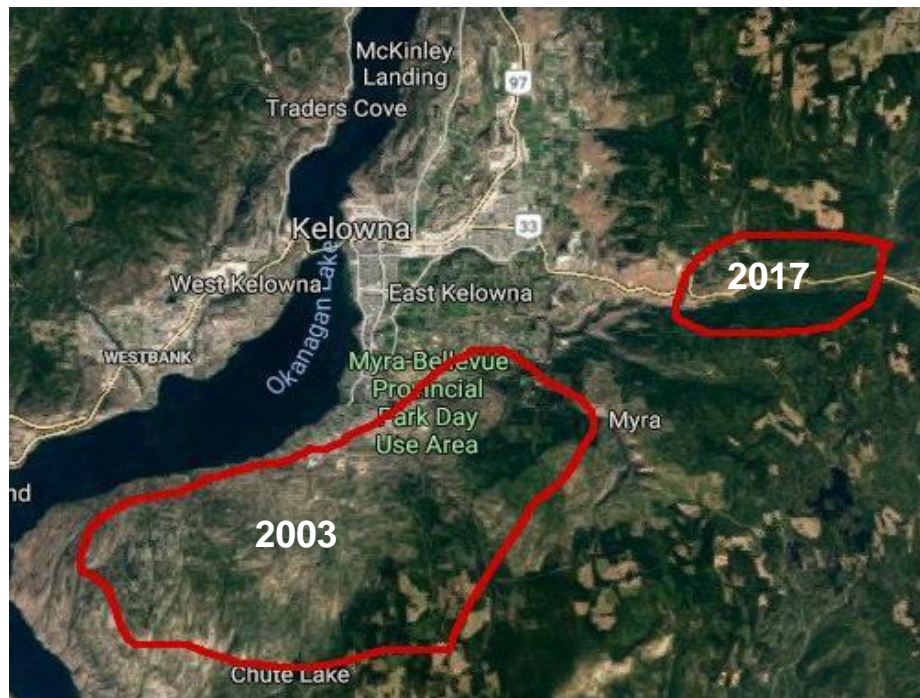 McKinley
Landing
97
Traders Cove
Kelowna
33
2017
West Kelowna
East Kelowna
Okanagan Lake
WESTBANK
Myra-Bellevue
Provincial
Park Day
Use Area
Myra
nd
2003
Chute Lake